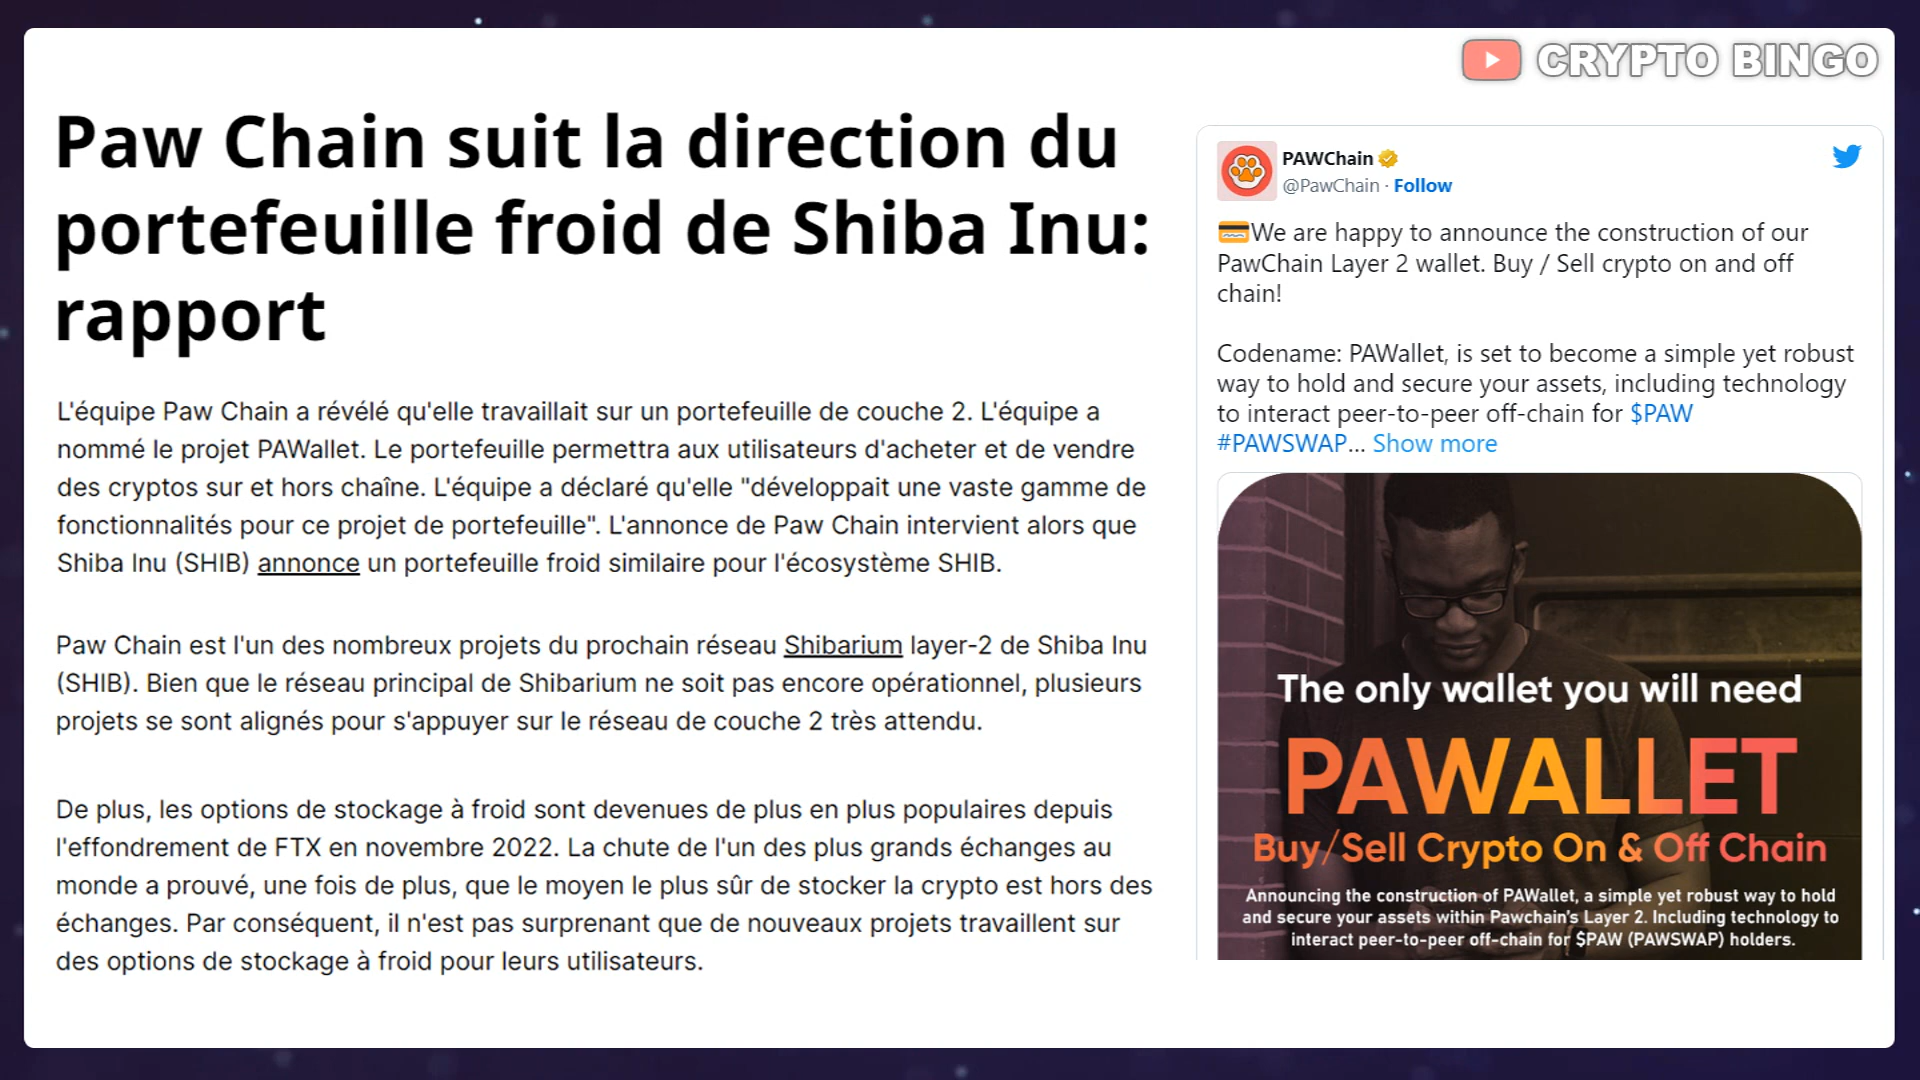 CRYPTO BINGO
Paw Chain suit la direction du
portefeuille froid de Shiba Inu:
rapport
L'équipe Paw Chain a révélé qu'elle travaillait sur un portefeuille de couche 2. L'équipe a
nommé le projet PAWallet. Le portefeuille permettra aux utilisateurs d'acheter et de vendre
des cryptos sur et hors chaîne. L'équipe a déclaré qu'elle "développait une vaste gamme de
fonctionnalités pour ce projet de portefeuille". L'annonce de Paw Chain intervient alors que
Shiba Inu (SHIB) annonce un portefeuille froid similaire pour l'écosystème SHIB.
Paw Chain est l'un des nombreux projets du prochain réseau Shibarium layer-2 de Shiba Inu
(SHIB). Bien que le réseau principal de Shibarium ne soit pas encore opérationnel, plusieurs
projets se sont alignés pour s'appuyer sur le réseau de couche 2 très attendu.
De plus, les options de stockage à froid sont devenues de plus en plus populaires depuis
l'effondrement de FTX en novembre 2022. La chute de l'un des plus grands échanges au
monde a prouvé, une fois de plus, que le moyen le plus sûr de stocker la crypto est hors des
échanges. Par conséquent, il n'est pas surprenant que de nouveaux projets travaillent sur
des options de stockage à froid pour leurs utilisateurs.
PAWChain
@PawChain · Follow
💳We are happy to announce the construction of our
PawChain Layer 2 wallet. Buy / Sell crypto on and off
chain!
Codename: PAWallet, is set to become a simple yet robust
way to hold and secure your assets, including technology
to interact peer-to-peer off-chain for $PAW
#PAWSWAP... Show more
The only wallet you will need
PAWALLET
Buy/Sell Crypto On & Off Chain
Announcing the construction of PAWallet, a simple yet robust way to hold
and secure your assets within Pawchain's Layer 2. Including technology to
interact peer-to-peer off-chain for $PAW (PAWSWAP) holders.